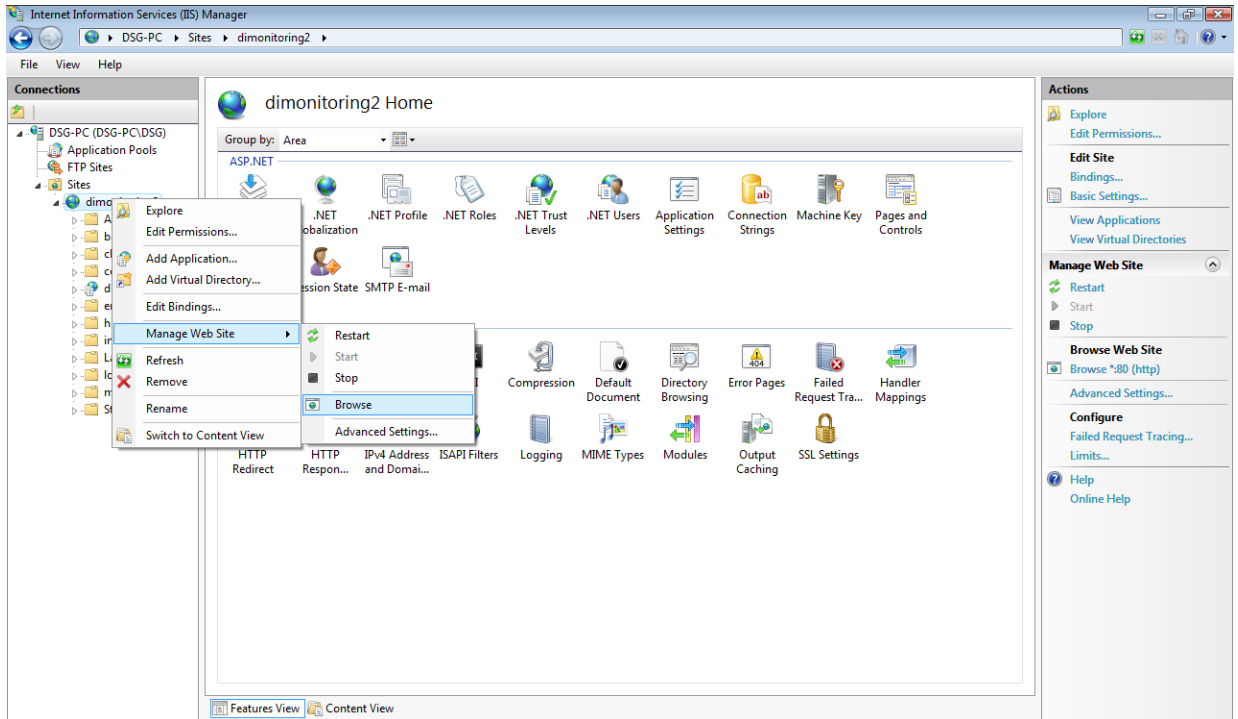 Internet Information Services (IIS) Manager
DSG-PC Sites dimonitoring2
File View Help
Connections
DSG-PC (DSG-PC\DSG)
Application Pools
FTP Sites
Sites
Explore
Edit Permissions...
Add Application...
Add Virtual Directory...
Edit Bindings...
Manage Web Site
Refresh
Remove
Rename
Switch to Content View
Restart
Start
Stop
Browse
Advanced Settings...
dimonitoring2 Home
Group by: Area
ASP.NET
.NET
.NET Profile
.NET Roles
.NET Trust
Levels
.NET Users
Application
Settings
Connection
Strings
Machine Key
Pages and
Controls
State
SMTP E-mail
Compression
Default
Document
Directory
Browsing
404
Error Pages
Failed
Request Tra...
Handler
Mappings
HTTP
Redirect
HTTP
Respon...
IPv4 Address
and Domai...
ISAPI Filters
Logging
MIME Types
Modules
Output
Caching
SSL Settings
Features View
Content View
Actions
Explore
Edit Permissions...
Edit Site
Bindings...
Basic Settings...
View Applications
View Virtual Directories
Manage Web Site
Restart
Start
Stop
Browse Web Site
Browse *:80 (http)
Advanced Settings...
Configure
Failed Request Tracing...
Limits...
Help
Online Help